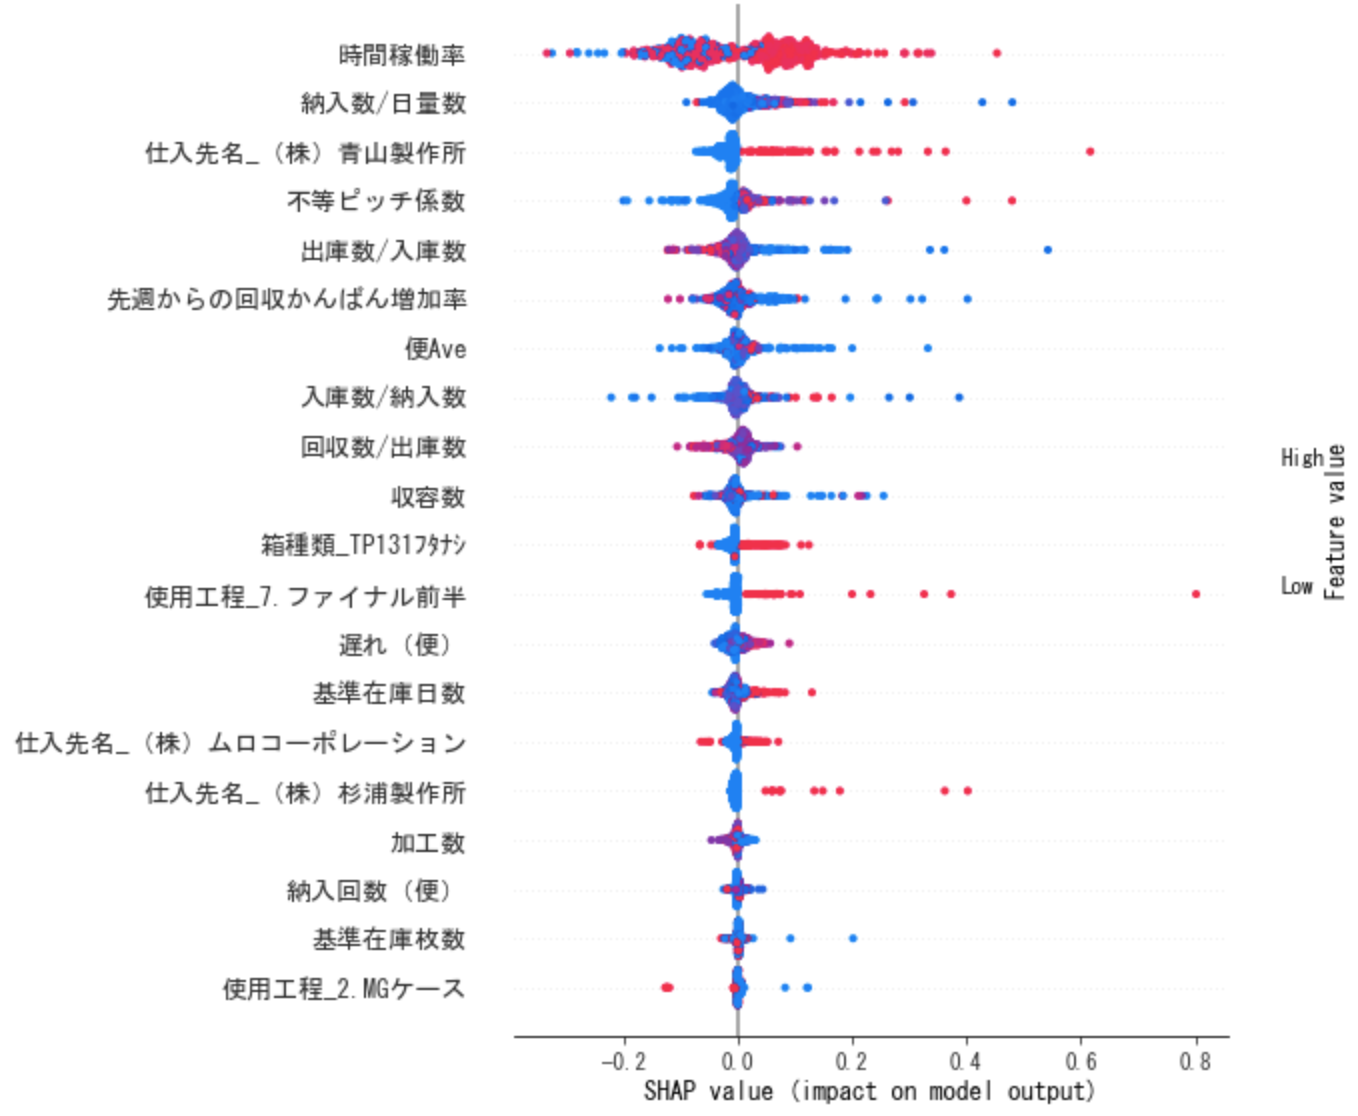 時間稼働率
納入数/日量数
仕入先名_（株）青山製作所
不等ピッチ係数
出庫数/入庫数
先週からの回収かんばん増加率
便Ave
入庫数/納入数
回収数/出庫数
収容数
箱種類_TP131ﾌﾀﾅｼ
使用工程_7.ファイナル前半
遅れ（便）
基準在庫日数
仕入先名_（株）ムロコーポレーション
仕入先名_（株）杉浦製作所
加工数
納入回数（便）
基準在庫枚数
使用工程_2.MGケース
High
Low
Feature value
-0.2 0.0 0.2 0.4 0.6 0.8
SHAP value (impact on model output)